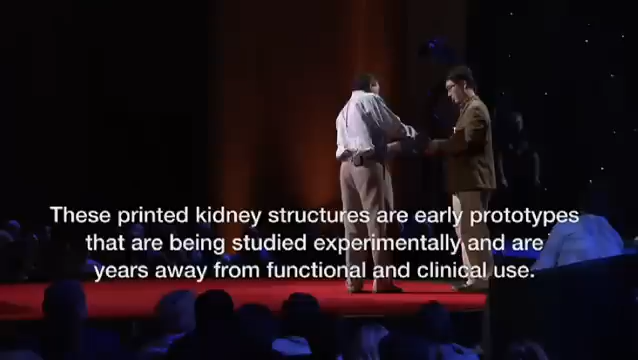 These printed kidney structures are early prototypes
that are being studied experimentally and are
years away from functional and clinical use.